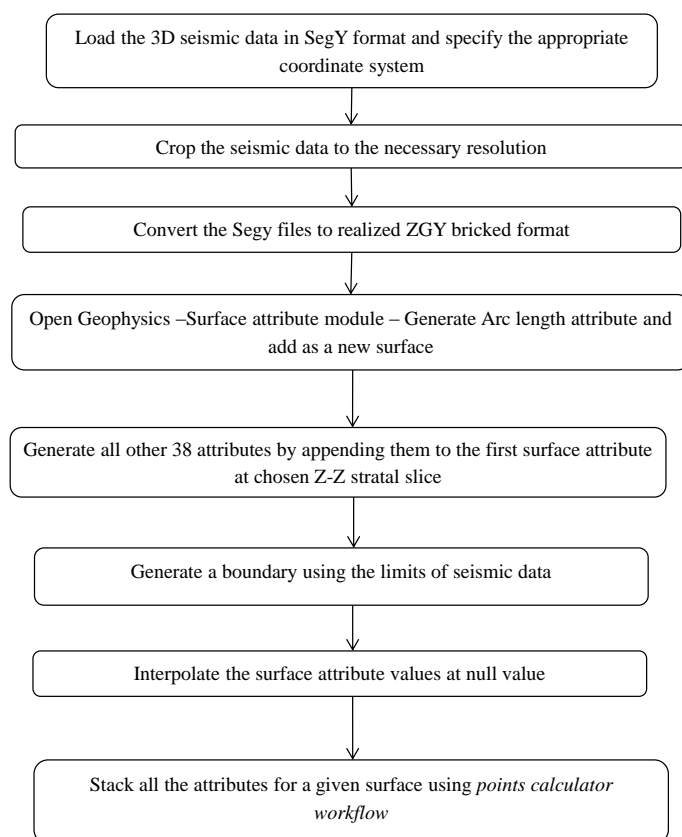 Load the 3D seismic data in SegY format and specify the appropriate
coordinate system
Crop the seismic data to the necessary resolution
Convert the Segy files to realized ZGY bricked format
Open Geophysics –Surface attribute module – Generate Arc length attribute and
add as a new surface
Generate all other 38 attributes by appending them to the first surface attribute
at chosen Z-Z stratal slice
Generate a boundary using the limits of seismic data
Interpolate the surface attribute values at null value
Stack all the attributes for a given surface using points calculator
workflow